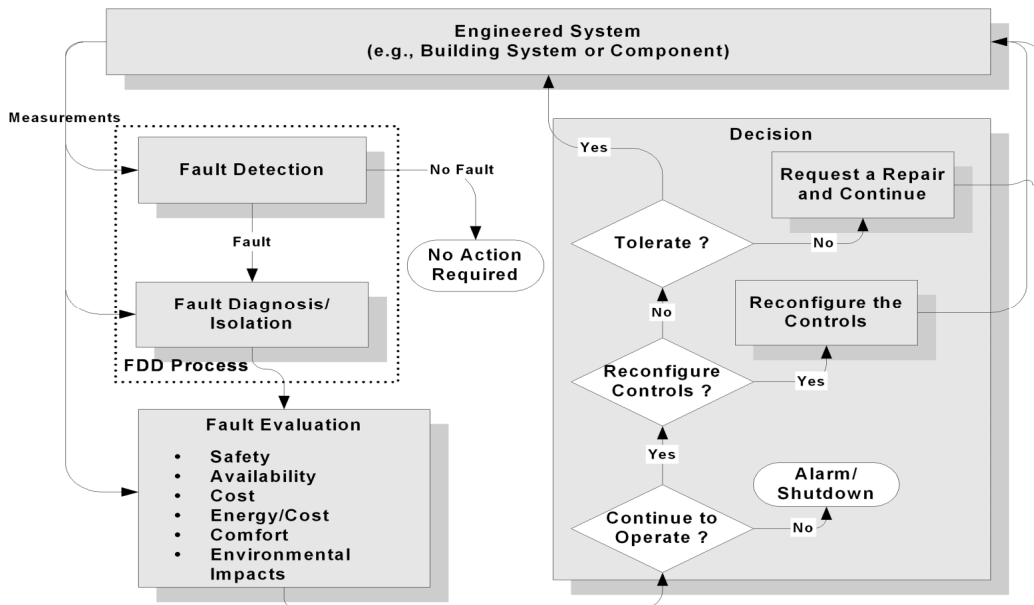 Engineered System
(e.g., Building System or Component)
Measurements
Fault Detection
No Fault
No Action
Required
Fault
Fault Diagnosis/
Isolation
FDD Process
Fault Evaluation
• Safety
• Availability
• Cost
• Energy/Cost
• Comfort
• Environmental
Impacts
Decision
Yes
Request a Repair
and Continue
Tolerate ?
No
Reconfigure the
Controls
No
Reconfigure
Controls ?
Yes
Yes
Alarm/
Shutdown
Continue to
Operate ?
No